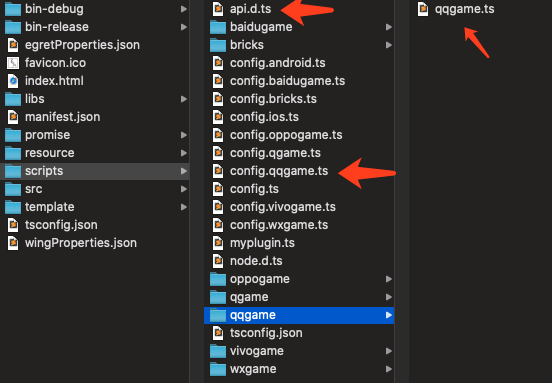 bin-debug
bin-release
egretProperties.json
favicon.ico
index.html
libs
manifest.json
promise
resource
scripts
src
template
tsconfig.json
wingProperties.json
api.d.ts
baidugame
bricks
config.android.ts
config.baidugame.ts
config.bricks.ts
config.ios.ts
config.oppogame.ts
config.qgame.ts
config.qqgame.ts
config.ts
config.vivogame.ts
config.wxgame.ts
myplugin.ts
node.d.ts
oppogame
qgame
qqgame
tsconfig.json
vivogame
wxgame
qqgame.ts